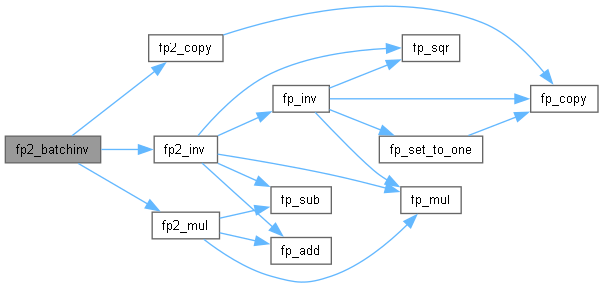 fp2_copy
fp_sqr
fp_inv
fp_copy
fp2_batchinv
fp2_inv
fp_set_to_one
fp_sub
fp_mul
fp2_mul
fp_add